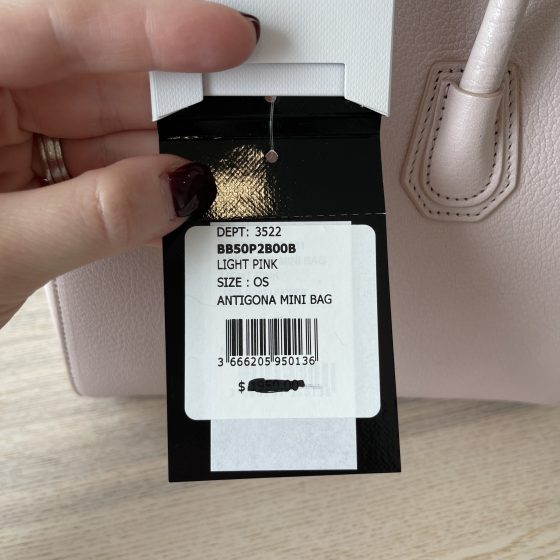 DEPT: 3522
BB50P2B00B
LIGHT PINK
SIZE : OS
ANTIGONA MINI BAG
3 666205 950136
$